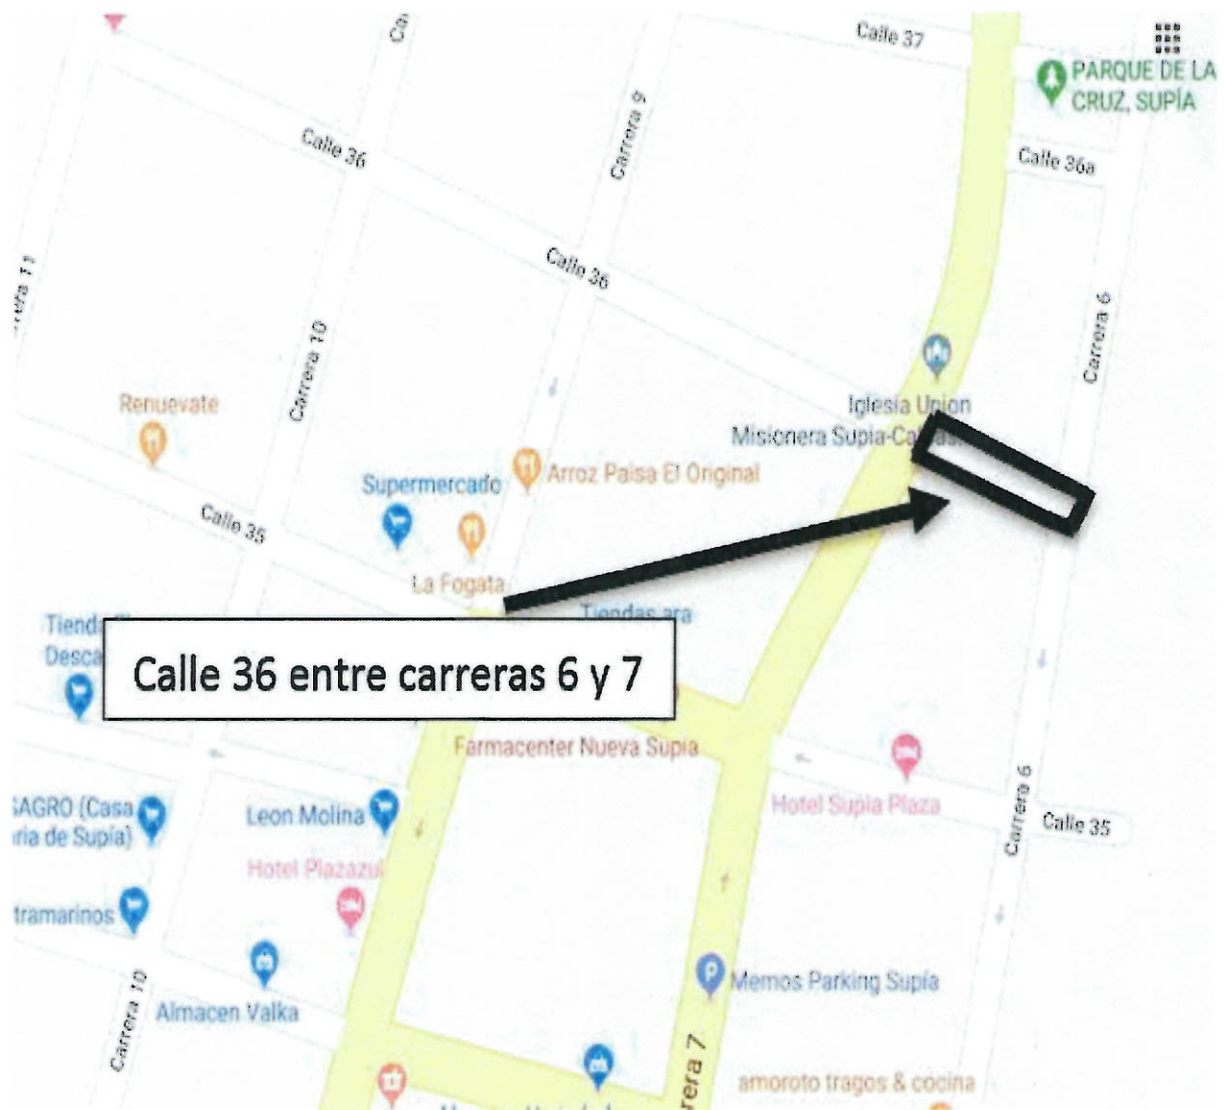 Calle 37
PARQUE DE LA
CRUZ, SUPÍA
Carrera 9
Calle 36
Calle 36a
Calle 36
Carrera 6
Carrera 10
Iglesia Union
Misionera Supia
Renuevate
Arroz Paisa El Original
Supermercado
Calle 35
La Fogata
Tiendas ara
Calle 36 entre carreras 6 y 7
Farmacenter Nueva Supia
Hotel Supia Plaza
Leon Molina
Carrera 6
Calle 35
Hotel Plazazul
Memos Parking Supía
Carrera 10
Almacen Valka
amoroto tragos & cocina